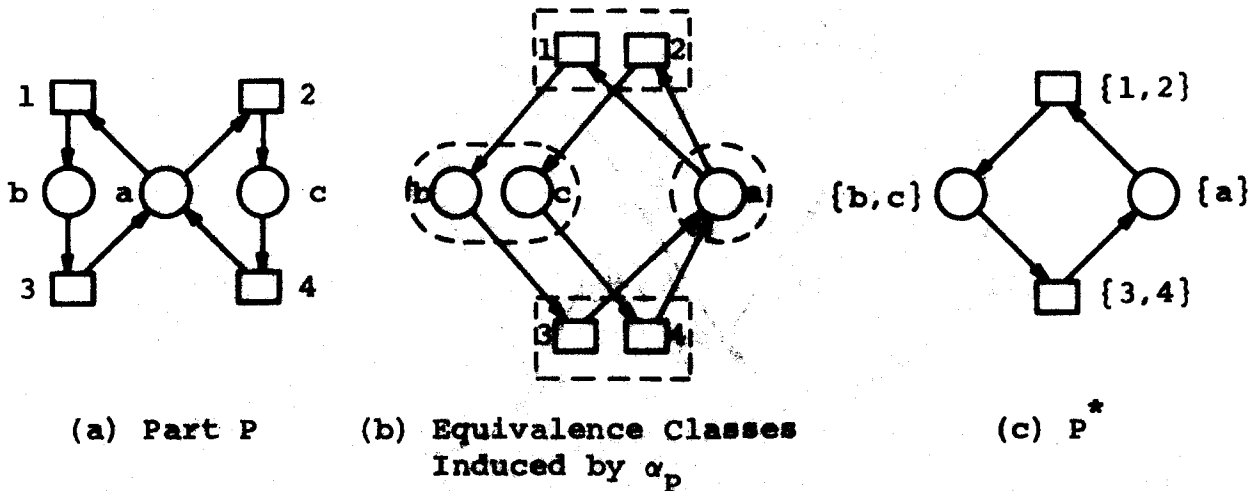 1 2
b a c
3 4
(a) Part P
1 2
b c a
3 4
(b) Equivalence Classes
Induced by αp
{1,2}
{b,c} {a}
{3,4}
(c) P*